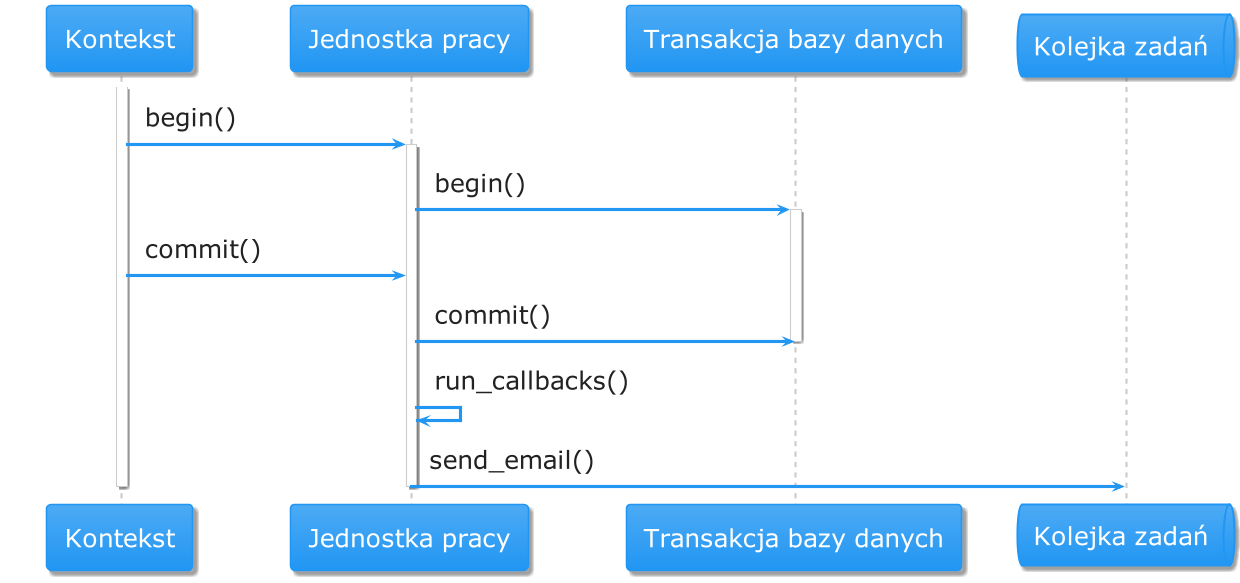 Kontekst
Jednostka pracy
Transakcja bazy danych
Kolejka zadań
begin()
begin()
commit()
commit()
run_callbacks()
send_email()
Kontekst
Jednostka pracy
Transakcja bazy danych
Kolejka zadań